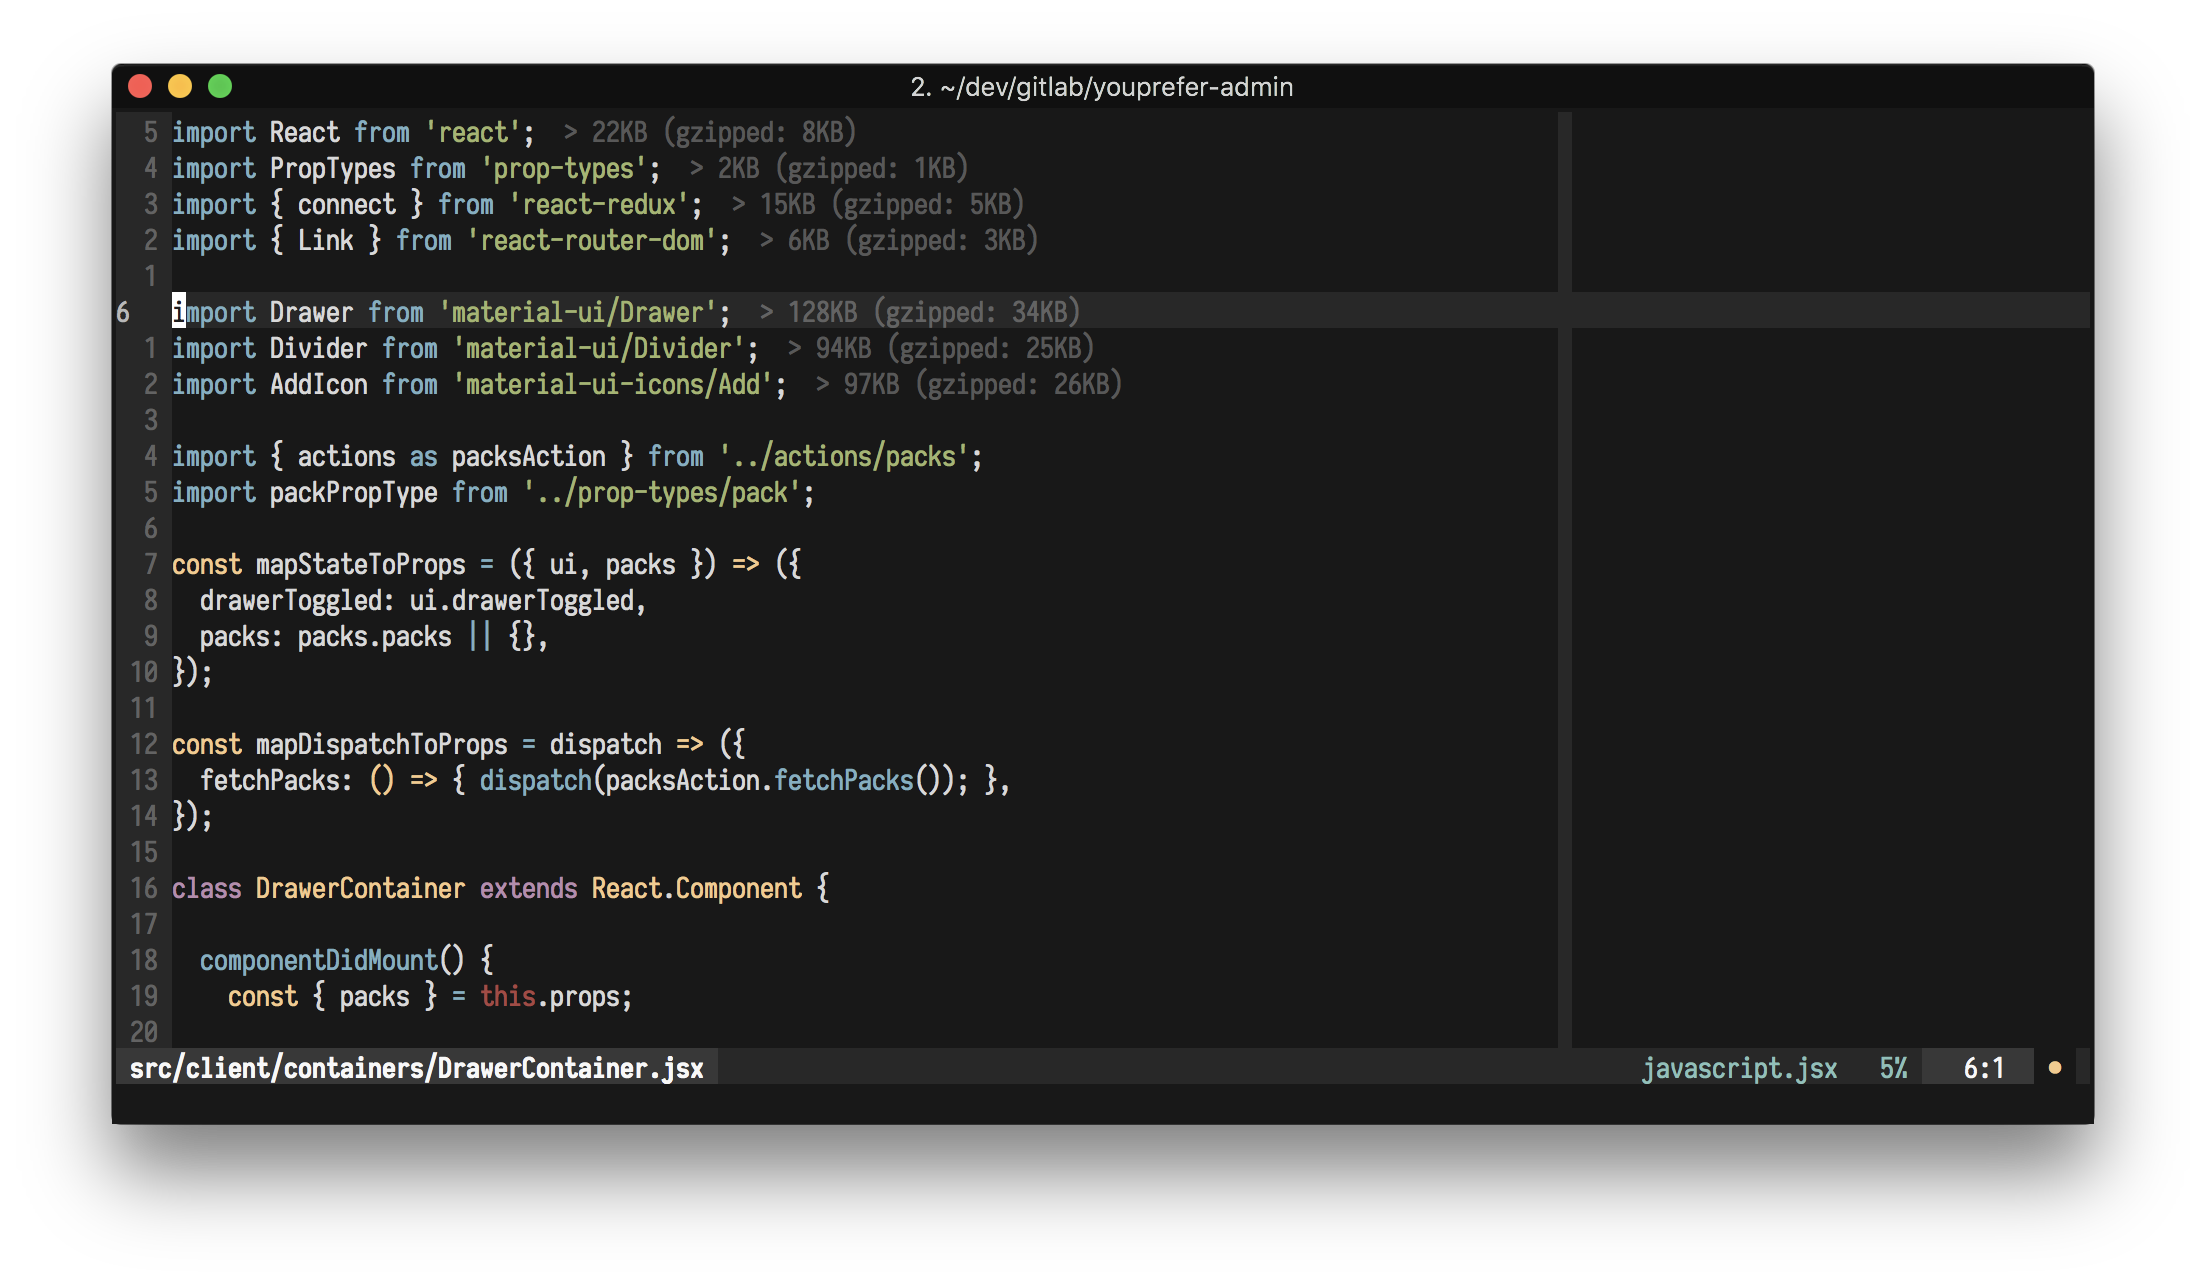 2. ~/dev/gitlab/youprefer-admin
5 import React from 'react';  > 22KB (gzipped: 8KB)
4 import PropTypes from 'prop-types';  > 2KB (gzipped: 1KB)
3 import { connect } from 'react-redux';  > 15KB (gzipped: 5KB)
2 import { Link } from 'react-router-dom';  > 6KB (gzipped: 3KB)
1
6 import Drawer from 'material-ui/Drawer';  > 128KB (gzipped: 34KB)
1 import Divider from 'material-ui/Divider';  > 94KB (gzipped: 25KB)
2 import AddIcon from 'material-ui-icons/Add';  > 97KB (gzipped: 26KB)
3
4 import { actions as packsAction } from '../actions/packs';
5 import packPropType from '../prop-types/pack';
6
7 const mapStateToProps = ({ ui, packs }) => ({
8   drawerToggled: ui.drawerToggled,
9   packs: packs.packs || {},
10 });
11
12 const mapDispatchToProps = dispatch => ({
13   fetchPacks: () => { dispatch(packsAction.fetchPacks()); },
14 });
15
16 class DrawerContainer extends React.Component {
17
18   componentDidMount() {
19     const { packs } = this.props;
20
src/client/containers/DrawerContainer.jsx javascript.jsx 5% 6:1